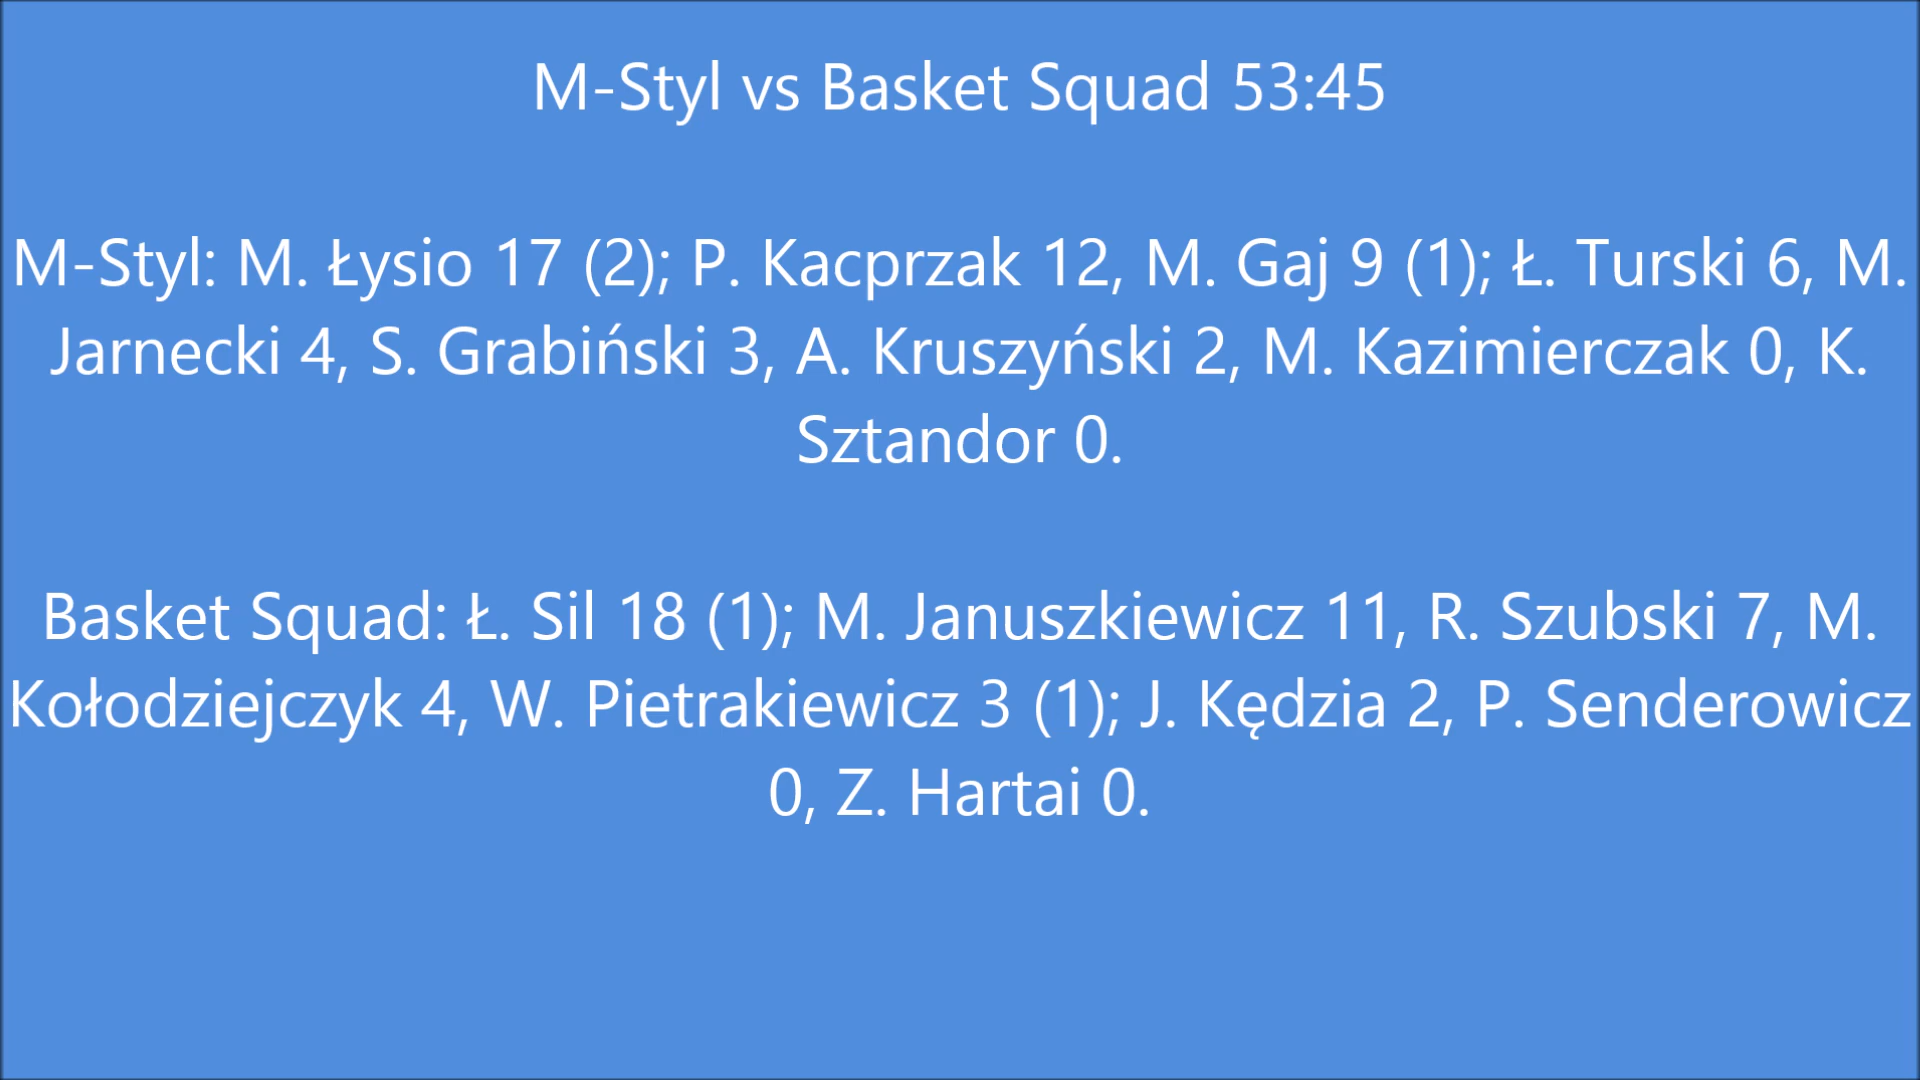 M-Styl vs Basket Squad 53:45
M-Styl: M. Łysio 17 (2); P. Kacprzak 12, M. Gaj 9 (1); Ł. Turski 6, M.
Jarnecki 4, S. Grabiński 3, A. Kruszyński 2, M. Kazimierczak 0, K.
Sztandor 0.
Basket Squad: Ł. Sil 18 (1); M. Januszkiewicz 11, R. Szubski 7, M.
Kołodziejczyk 4, W. Pietrakiewicz 3 (1); J. Kędzia 2, P. Senderowicz
0, Z. Hartai 0.